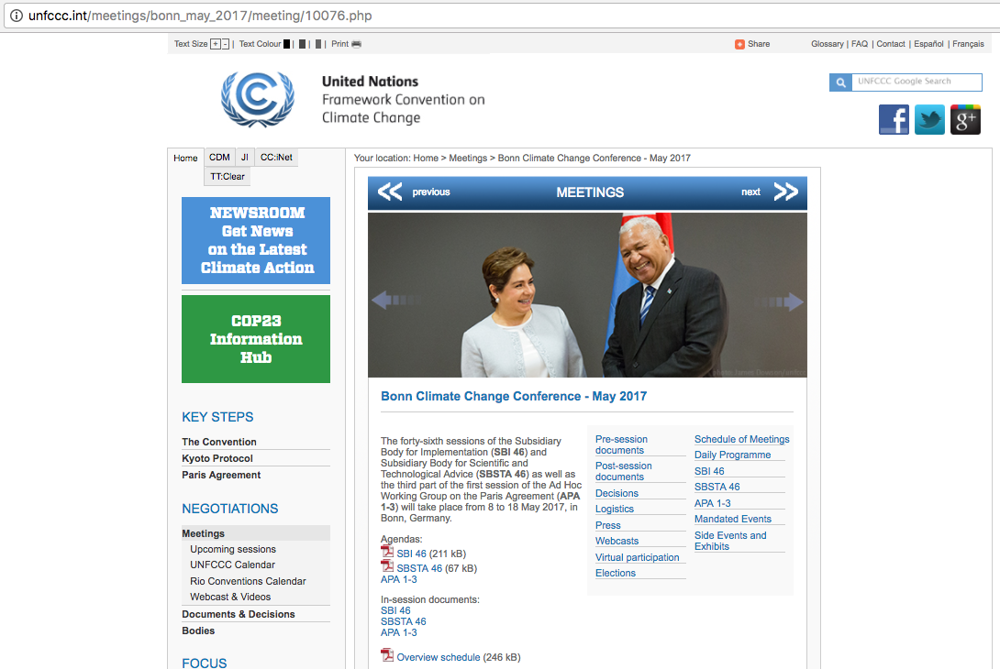 unfccc.int/meetings/bonn_may_2017/meeting/10076.php
Text Size + - | Text Colour | | | Print
Share
Glossary | FAQ | Contact | Español | Français
United Nations
Framework Convention on
Climate Change
UNFCCC Google Search
f
g+
Home CDM JI CC:iNet
TT:Clear
NEWSROOM
Get News
on the Latest
Climate Action
COP23
Information
Hub
KEY STEPS
The Convention
Kyoto Protocol
Paris Agreement
NEGOTIATIONS
Meetings
Upcoming sessions
UNFCCC Calendar
Rio Conventions Calendar
Webcast & Videos
Documents & Decisions
Bodies
FOCUS
Your location: Home > Meetings > Bonn Climate Change Conference - May 2017
previous MEETINGS next
Bonn Climate Change Conference - May 2017
The forty-sixth sessions of the Subsidiary
Body for Implementation (SBI 46) and
Subsidiary Body for Scientific and
Technological Advice (SBSTA 46) as well as
the third part of the first session of the Ad Hoc
Working Group on the Paris Agreement (APA
1-3) will take place from 8 to 18 May 2017, in
Bonn, Germany.
Agendas:
SBI 46 (211 kB)
SBSTA 46 (67 kB)
APA 1-3
In-session documents:
SBI 46
SBSTA 46
APA 1-3
Overview schedule (246 kB)
Pre-session
documents
Post-session
documents
Decisions
Logistics
Press
Webcasts
Virtual participation
Elections
Schedule of Meetings
Daily Programme
SBI 46
SBSTA 46
APA 1-3
Mandated Events
Side Events and
Exhibits